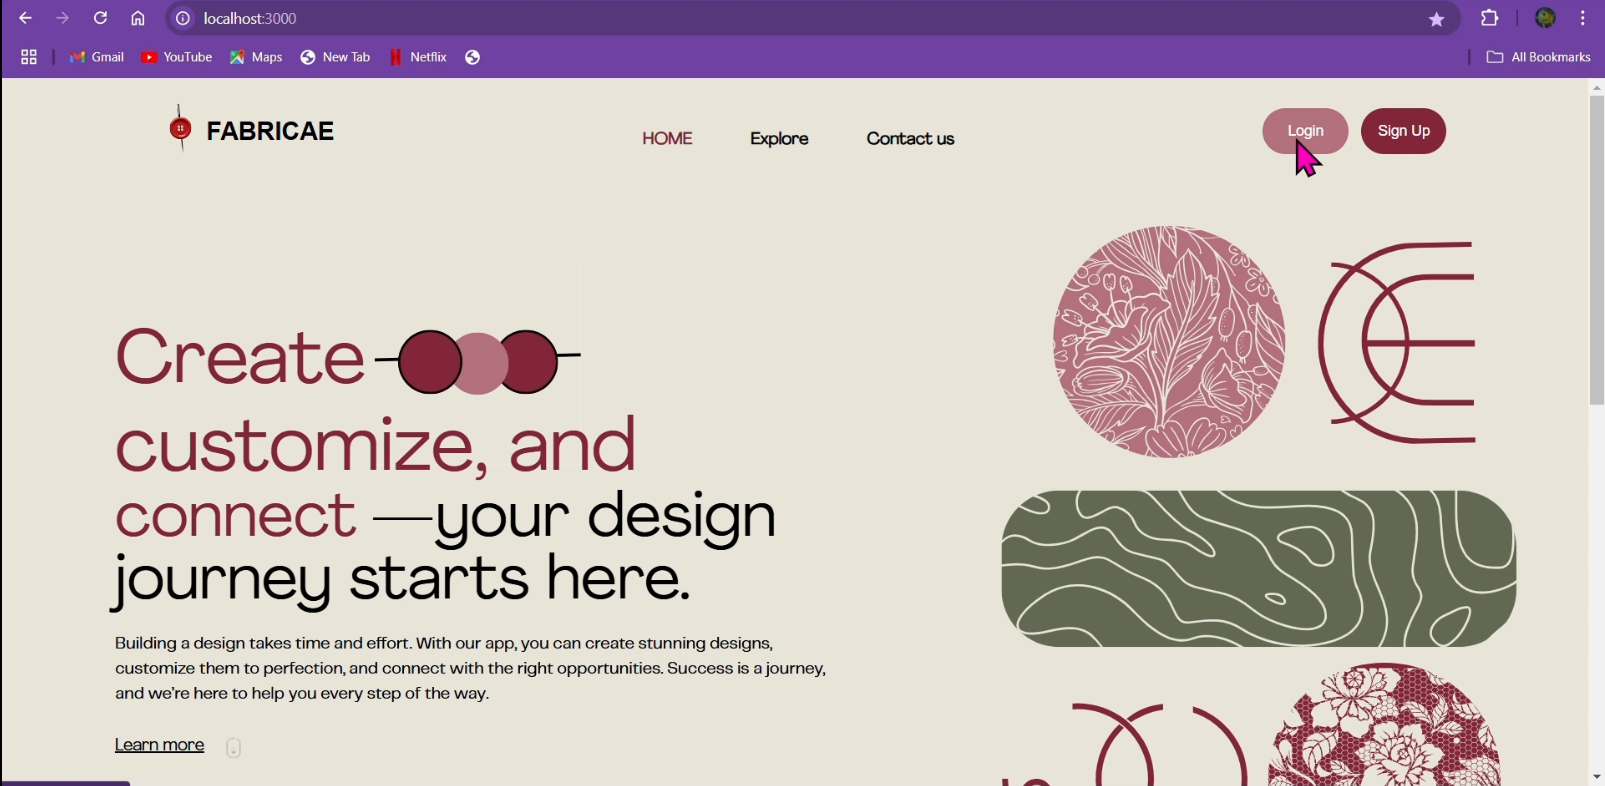 localhost:3000
Gmail YouTube Maps New Tab Netflix All Bookmarks
FABRICAE HOME Explore Contact us Login Sign Up
Create
customize, and
connect —your design
journey starts here.
Building a design takes time and effort. With our app, you can create stunning designs,
customize them to perfection, and connect with the right opportunities. Success is a journey,
and we're here to help you every step of the way.
Learn more